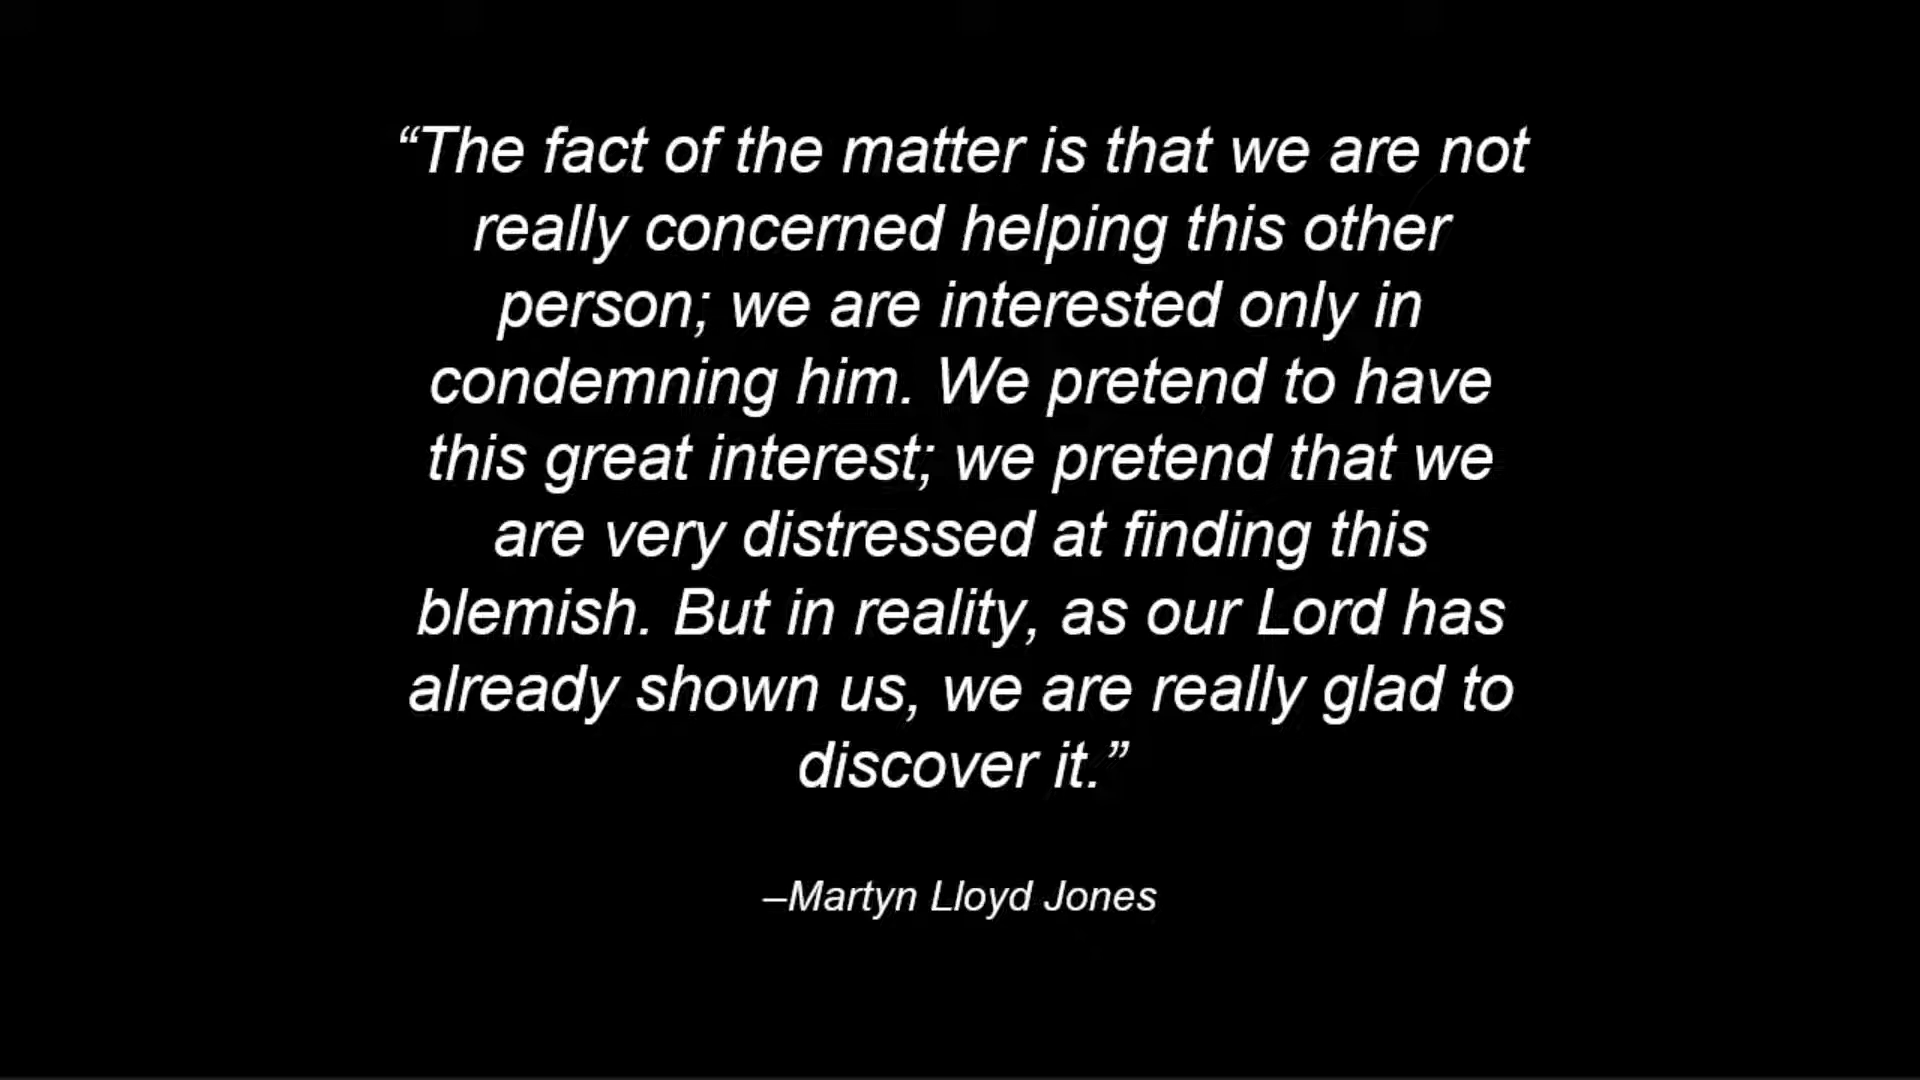 “The fact of the matter is that we are not
really concerned helping this other
person; we are interested only in
condemning him. We pretend to have
this great interest; we pretend that we
are very distressed at finding this
blemish. But in reality, as our Lord has
already shown us, we are really glad to
discover it.”
–Martyn Lloyd Jones